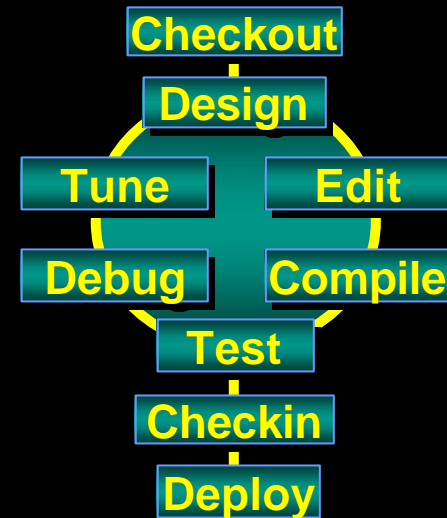 Checkout
Design
Tune
Edit
Debug
Compile
Test
Checkin
Deploy